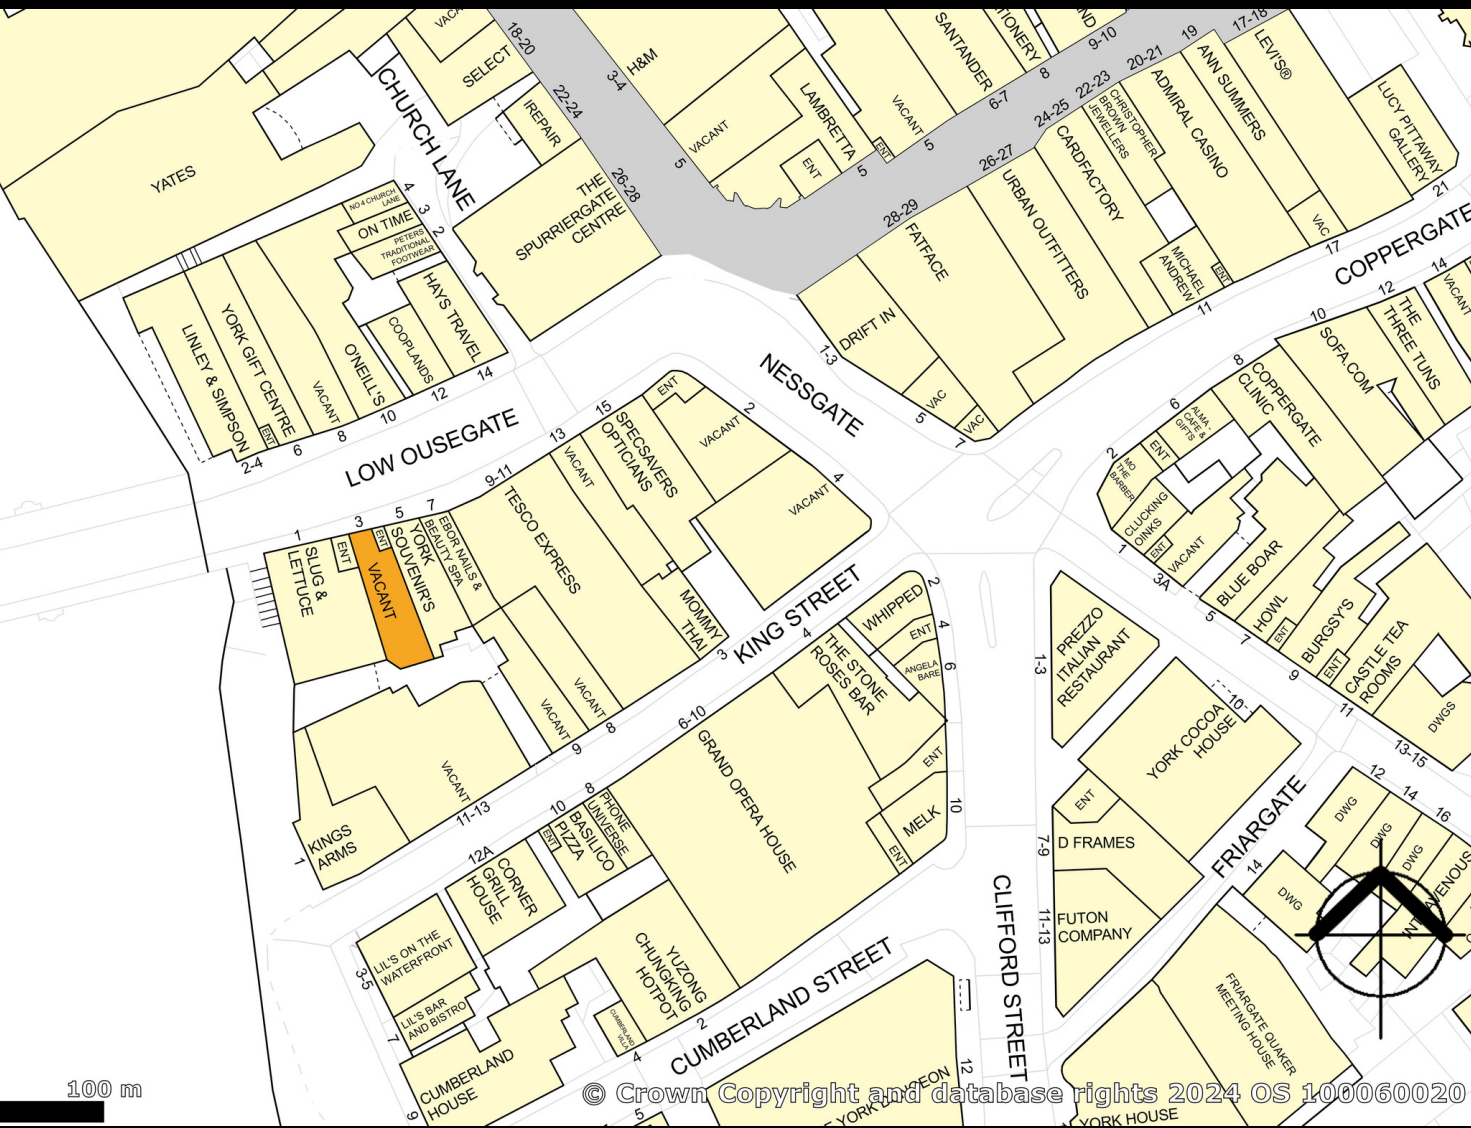 VACA
SELECT
18-20
22-24
3-4
H&M
IREPAIR
CHURCH LANE
YATES
NO 4 CHURCH
LANE
ON TIME
PETERS
TRADITIONAL
FOOTWEAR
4
3
2
THE
SPURRIERGATE
CENTRE
26-28
5
VACANT
LAMBRETTA
ENT
ENT
VACANT
5
5
SANTANDER
6-7
8
9-10
17-18
19
20-21
22-23
24-25
26-27
28-29
LEVI'S®
ANN SUMMERS
ADMIRAL CASINO
CHRISTOPHER
BROWN
JEWELLERS
CARDFACTORY
URBAN OUTFITTERS
FATFACE
DRIFT IN
1-3
VAC
VAC
5
7
MICHAEL
ANDREW
ENT
VAC
11
17
21
LUCY PITTAWAY
GALLERY
COPPERGATE
14
12
10
8
6
2
VACANT
THE
THREE TUNS
SOFA.COM
COPPERGATE
CLINIC
ALMA -
CAFE &
GIFTS
ENT
MO
THE
BARBER
CLUCKING
OINKS
ENT
VACANT
1
3A
5
7
9
11
13-15
BLUE BOAR
HOWL
ENT
BURGSY'S
ENT
CASTLE TEA
ROOMS
DWGS
LINLEY & SIMPSON
YORK GIFT CENTRE
ENT
VACANT
O'NEILL'S
COOPLANDS
HAYS TRAVEL
2-4
6
8
10
12
14
LOW OUSEGATE
NESSGATE
1
3
5
7
9-11
13
15
SLUG &
LETTUCE
ENT
VACANT
ENT
YORK
SOUVENIR'S
EBOR NAILS &
BEAUTY SPA
TESCO EXPRESS
VACANT
SPECSAVERS
OPTICIANS
ENT
VACANT
2
4
VACANT
MOMMY
THAI
3
KING STREET
VACANT
VACANT
8
9
11-13
VACANT
KINGS
ARMS
1
WHIPPED
ENT
ANGELA
BARE
2
4
6
10
4
THE STONE
ROSES BAR
ENT
MELK
ENT
6-10
GRAND OPERA HOUSE
8
10
12A
PHONE
UNIVERSE
BASILICO
PIZZA
ENT
CORNER
GRILL
HOUSE
LIL'S ON THE
WATERFRONT
LIL'S BAR
AND BISTRO
3-5
7
9
CUMBERLAND
HOUSE
CUMBERLAND
VILLA
YUZONG
CHUNGKING
HOTPOT
2
4
5
CUMBERLAND STREET
12
CLIFFORD STREET
1-3
PREZZO
ITALIAN
RESTAURANT
7-9
ENT
D FRAMES
11-13
FUTON
COMPANY
10
YORK COCOA
HOUSE
FRIARGATE
14
12
14
16
DWG
DWG
DWG
DWG
FRIARGATE QUAKER
MEETING HOUSE
YORK HOUSE
YORK DUNGEON
100 m
© Crown Copyright and database rights 2024 OS 100060020